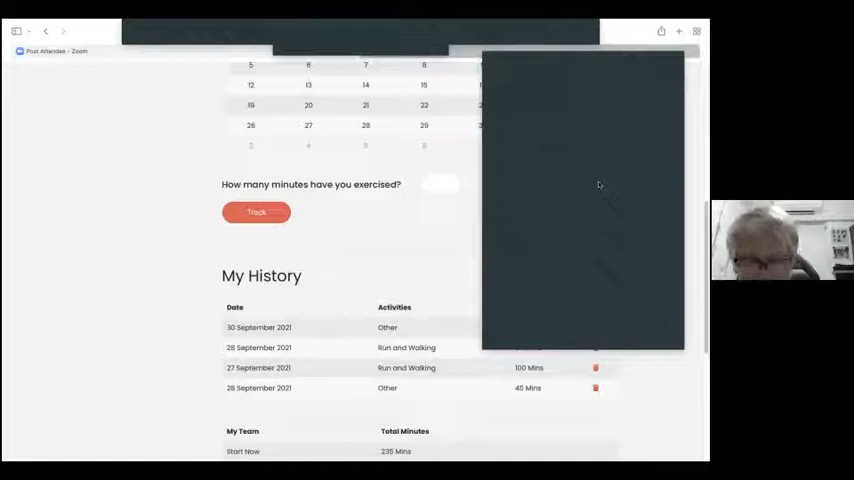 Post Attendee - Zoom
5 6 7 8
12 13 14 15
19 20 21 22
26 27 28 29
How many minutes have you exercised?
Track
My History
Date Activities
30 September 2021 Other
28 September 2021 Run and Walking
27 September 2021 Run and Walking 100 Mins
28 September 2021 Other 45 Mins
My Team Total Minutes
Start Now 235 Mins